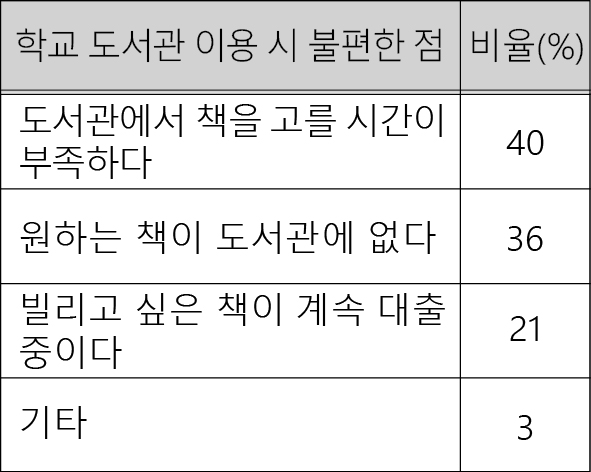 학교 도서관 이용 시 불편한 점 비율(%)
도서관에서 책을 고를 시간이
부족하다
40
원하는 책이 도서관에 없다 36
빌리고 싶은 책이 계속 대출
중이다
21
기타 3